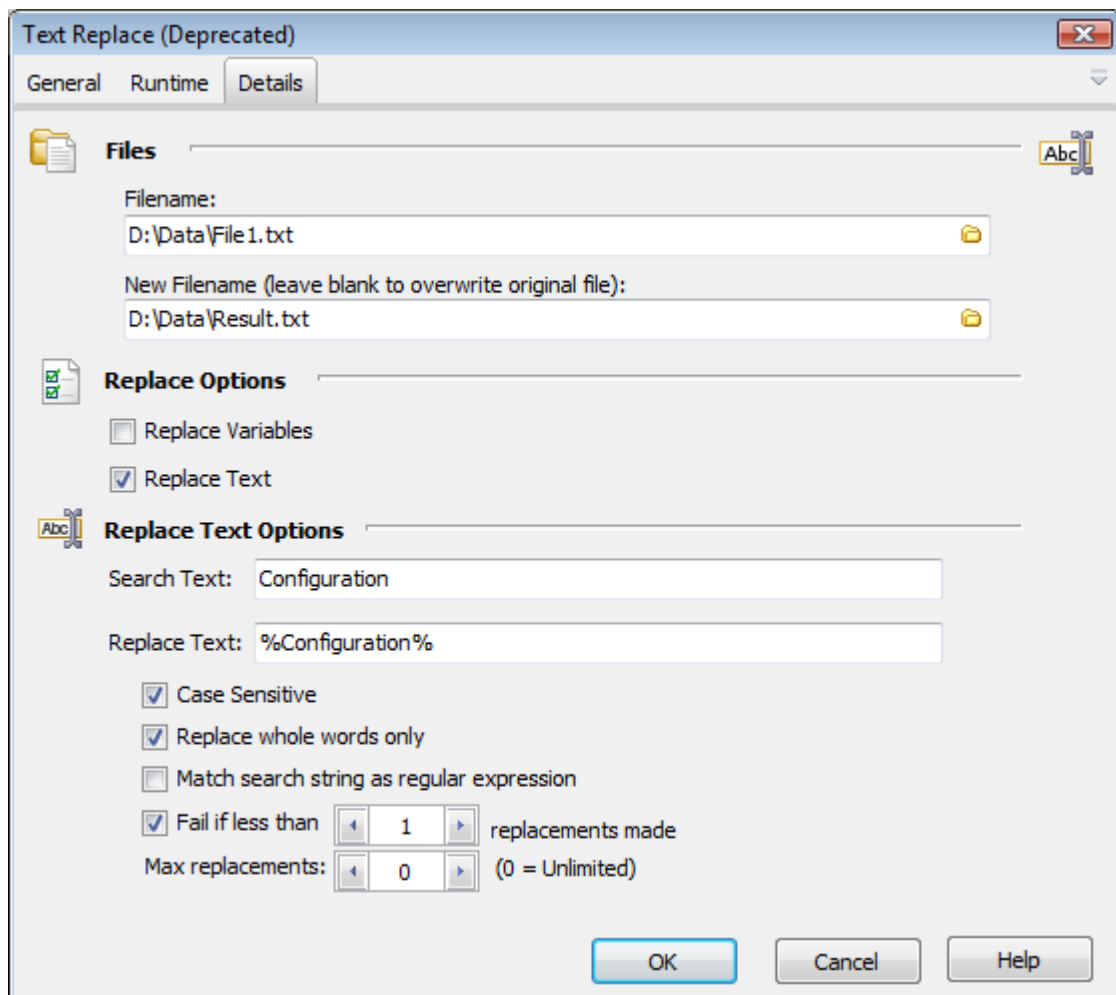 Text Replace (Deprecated)
General Runtime Details
Files
Abc
Filename:
D:\Data\File1.txt
New Filename (leave blank to overwrite original file):
D:\Data\Result.txt
Replace Options
Replace Variables
Replace Text
Abc
Replace Text Options
Search Text: Configuration
Replace Text: %Configuration%
Case Sensitive
Replace whole words only
Match search string as regular expression
Fail if less than 1 replacements made
Max replacements: 0 (0 = Unlimited)
OK Cancel Help